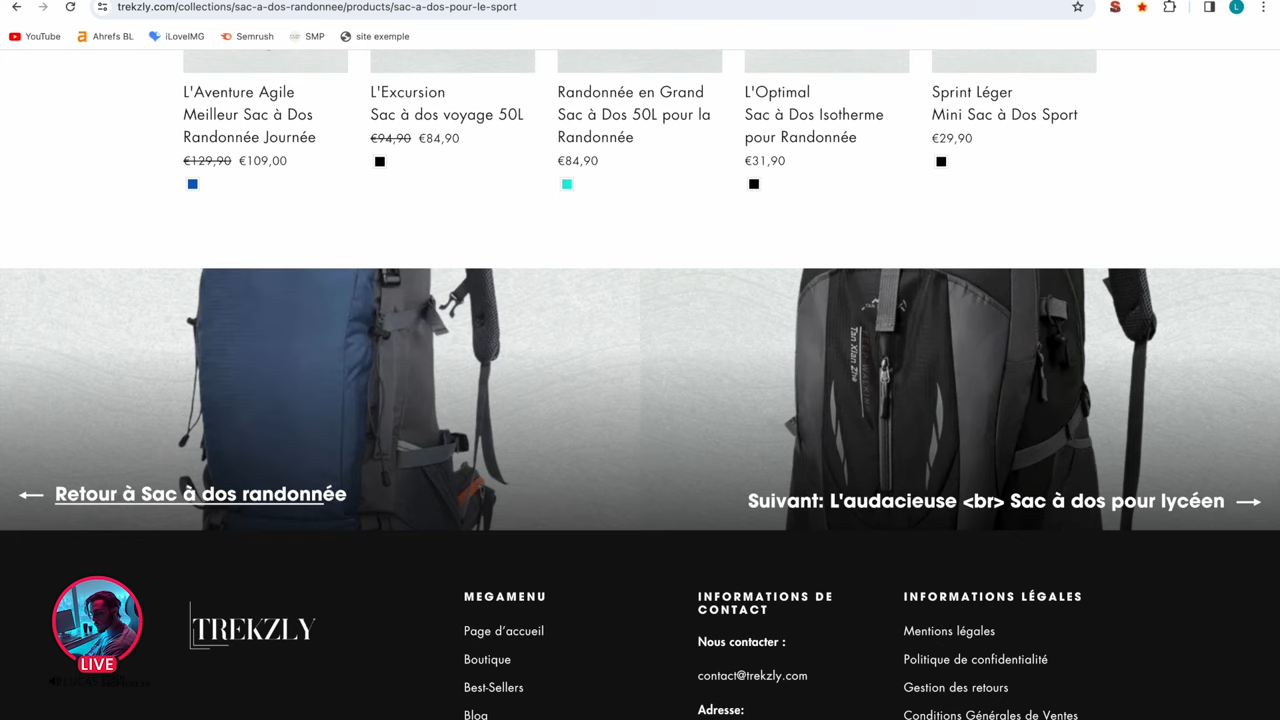 trekzly.com/collections/sac-a-dos-randonnee/products/sac-a-dos-pour-le-sport
L
YouTube
Ahrefs BL
iLoveIMG
Semrush
SMP
site exemple
L'Aventure Agile
Meilleur Sac à Dos
Randonnée Journée
€129,90 €109,00
L'Excursion
Sac à dos voyage 50L
€94,90 €84,90
Randonnée en Grand
Sac à Dos 50L pour la
Randonnée
€84,90
L'Optimal
Sac à Dos Isotherme
pour Randonnée
€31,90
Sprint Léger
Mini Sac à Dos Sport
€29,90
Tan Xian Zhe
← Retour à Sac à dos randonnée
Suivant: L'audacieuse <br> Sac à dos pour lycéen →
LIVE
TREKZLY
MEGAMENU
Page d'accueil
Boutique
Best-Sellers
Blog
INFORMATIONS DE
CONTACT
Nous contacter :
contact@trekzly.com
Adresse:
INFORMATIONS LÉGALES
Mentions légales
Politique de confidentialité
Gestion des retours
Conditions Générales de Ventes